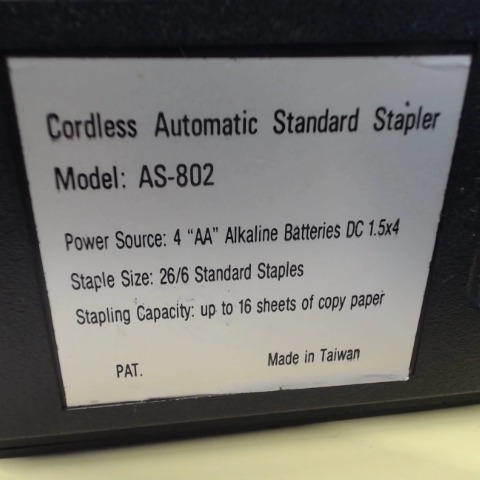 Cordless Automatic Standard Stapler
Model: AS-802
Power Source: 4 “AA” Alkaline Batteries DC 1.5x4
Staple Size: 26/6 Standard Staples
Stapling Capacity: up to 16 sheets of copy paper
PAT. Made in Taiwan